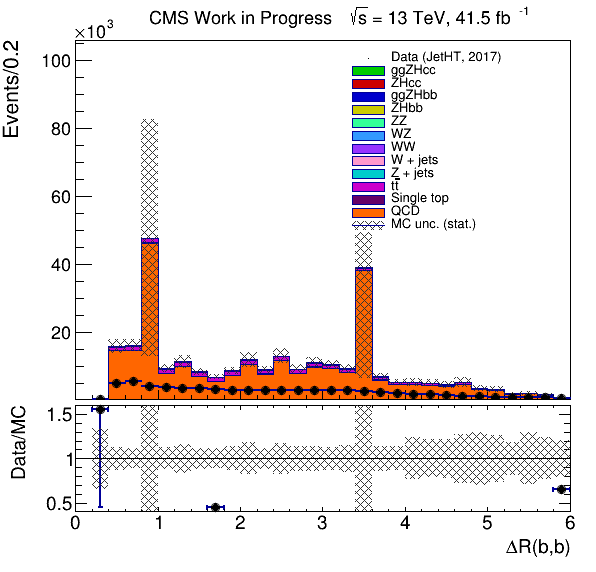 CMS Work in Progress √s = 13 TeV, 41.5 fb⁻¹
×10³
Events/0.2
100
80
60
40
20
Data (JetHT, 2017)
ggZHcc
ZHcc
ggZHbb
ZHbb
ZZ
WZ
WW
W + jets
Z + jets
tt̅
Single top
QCD
MC unc. (stat.)
Data/MC
1.5
1
0.5
0 1 2 3 4 5 6
ΔR(b,b)